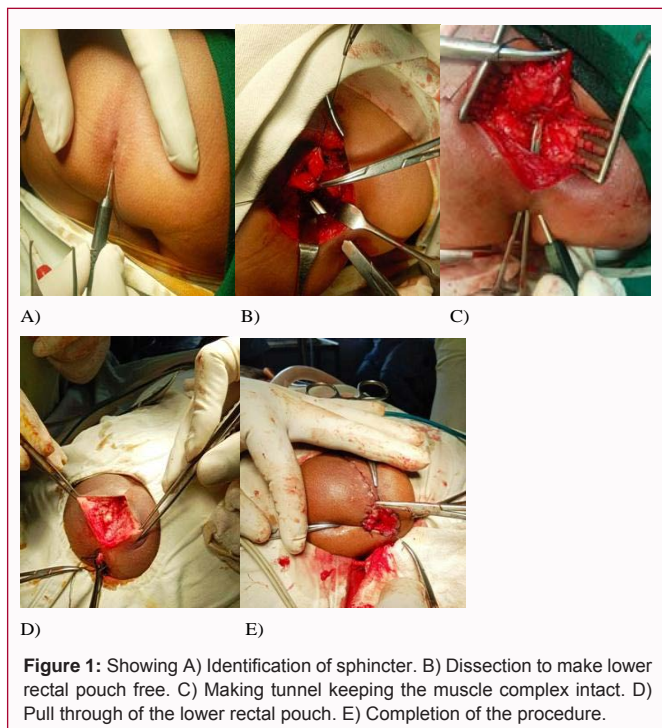 A)
B)
C)
D)
E)
Figure 1: Showing A) Identification of sphincter. B) Dissection to make lower
rectal pouch free. C) Making tunnel keeping the muscle complex intact. D)
Pull through of the lower rectal pouch. E) Completion of the procedure.